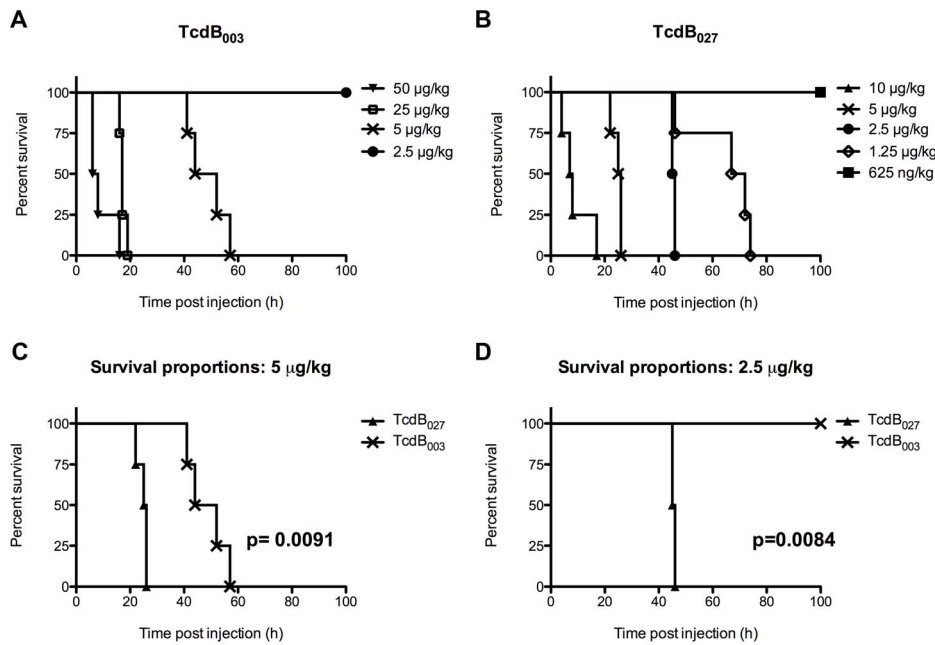 A
TcdB003
Percent survival
100
75
50
25
0
0 20 40 60 80 100
Time post injection (h)
50 µg/kg
25 µg/kg
5 µg/kg
2.5 µg/kg
B
TcdB027
Percent survival
100
75
50
25
0
0 20 40 60 80 100
Time post injection (h)
10 µg/kg
5 µg/kg
2.5 µg/kg
1.25 µg/kg
625 ng/kg
C
Survival proportions: 5 µg/kg
Percent survival
100
75
50
25
0
0 20 40 60 80 100
Time post injection (h)
TcdB027
TcdB003
p= 0.0091
D
Survival proportions: 2.5 µg/kg
Percent survival
100
75
50
25
0
0 20 40 60 80 100
Time post injection (h)
TcdB027
TcdB003
p=0.0084